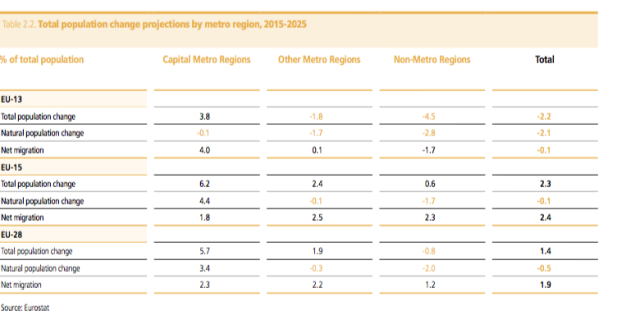 Table 2.2. Total population change projections by metro region, 2015-2025
% of total population Capital Metro Regions Other Metro Regions Non-Metro Regions Total
EU-13
Total population change 3.8 -1.8 -4.5 -2.2
Natural population change -0.1 -1.7 -2.8 -2.1
Net migration 4.0 0.1 -1.7 -0.1
EU-15
Total population change 6.2 2.4 0.6 2.3
Natural population change 4.4 -0.1 -1.7 -0.1
Net migration 1.8 2.5 2.3 2.4
EU-28
Total population change 5.7 1.9 -0.8 1.4
Natural population change 3.4 -0.3 -2.0 -0.5
Net migration 2.3 2.2 1.2 1.9
Source: Eurostat